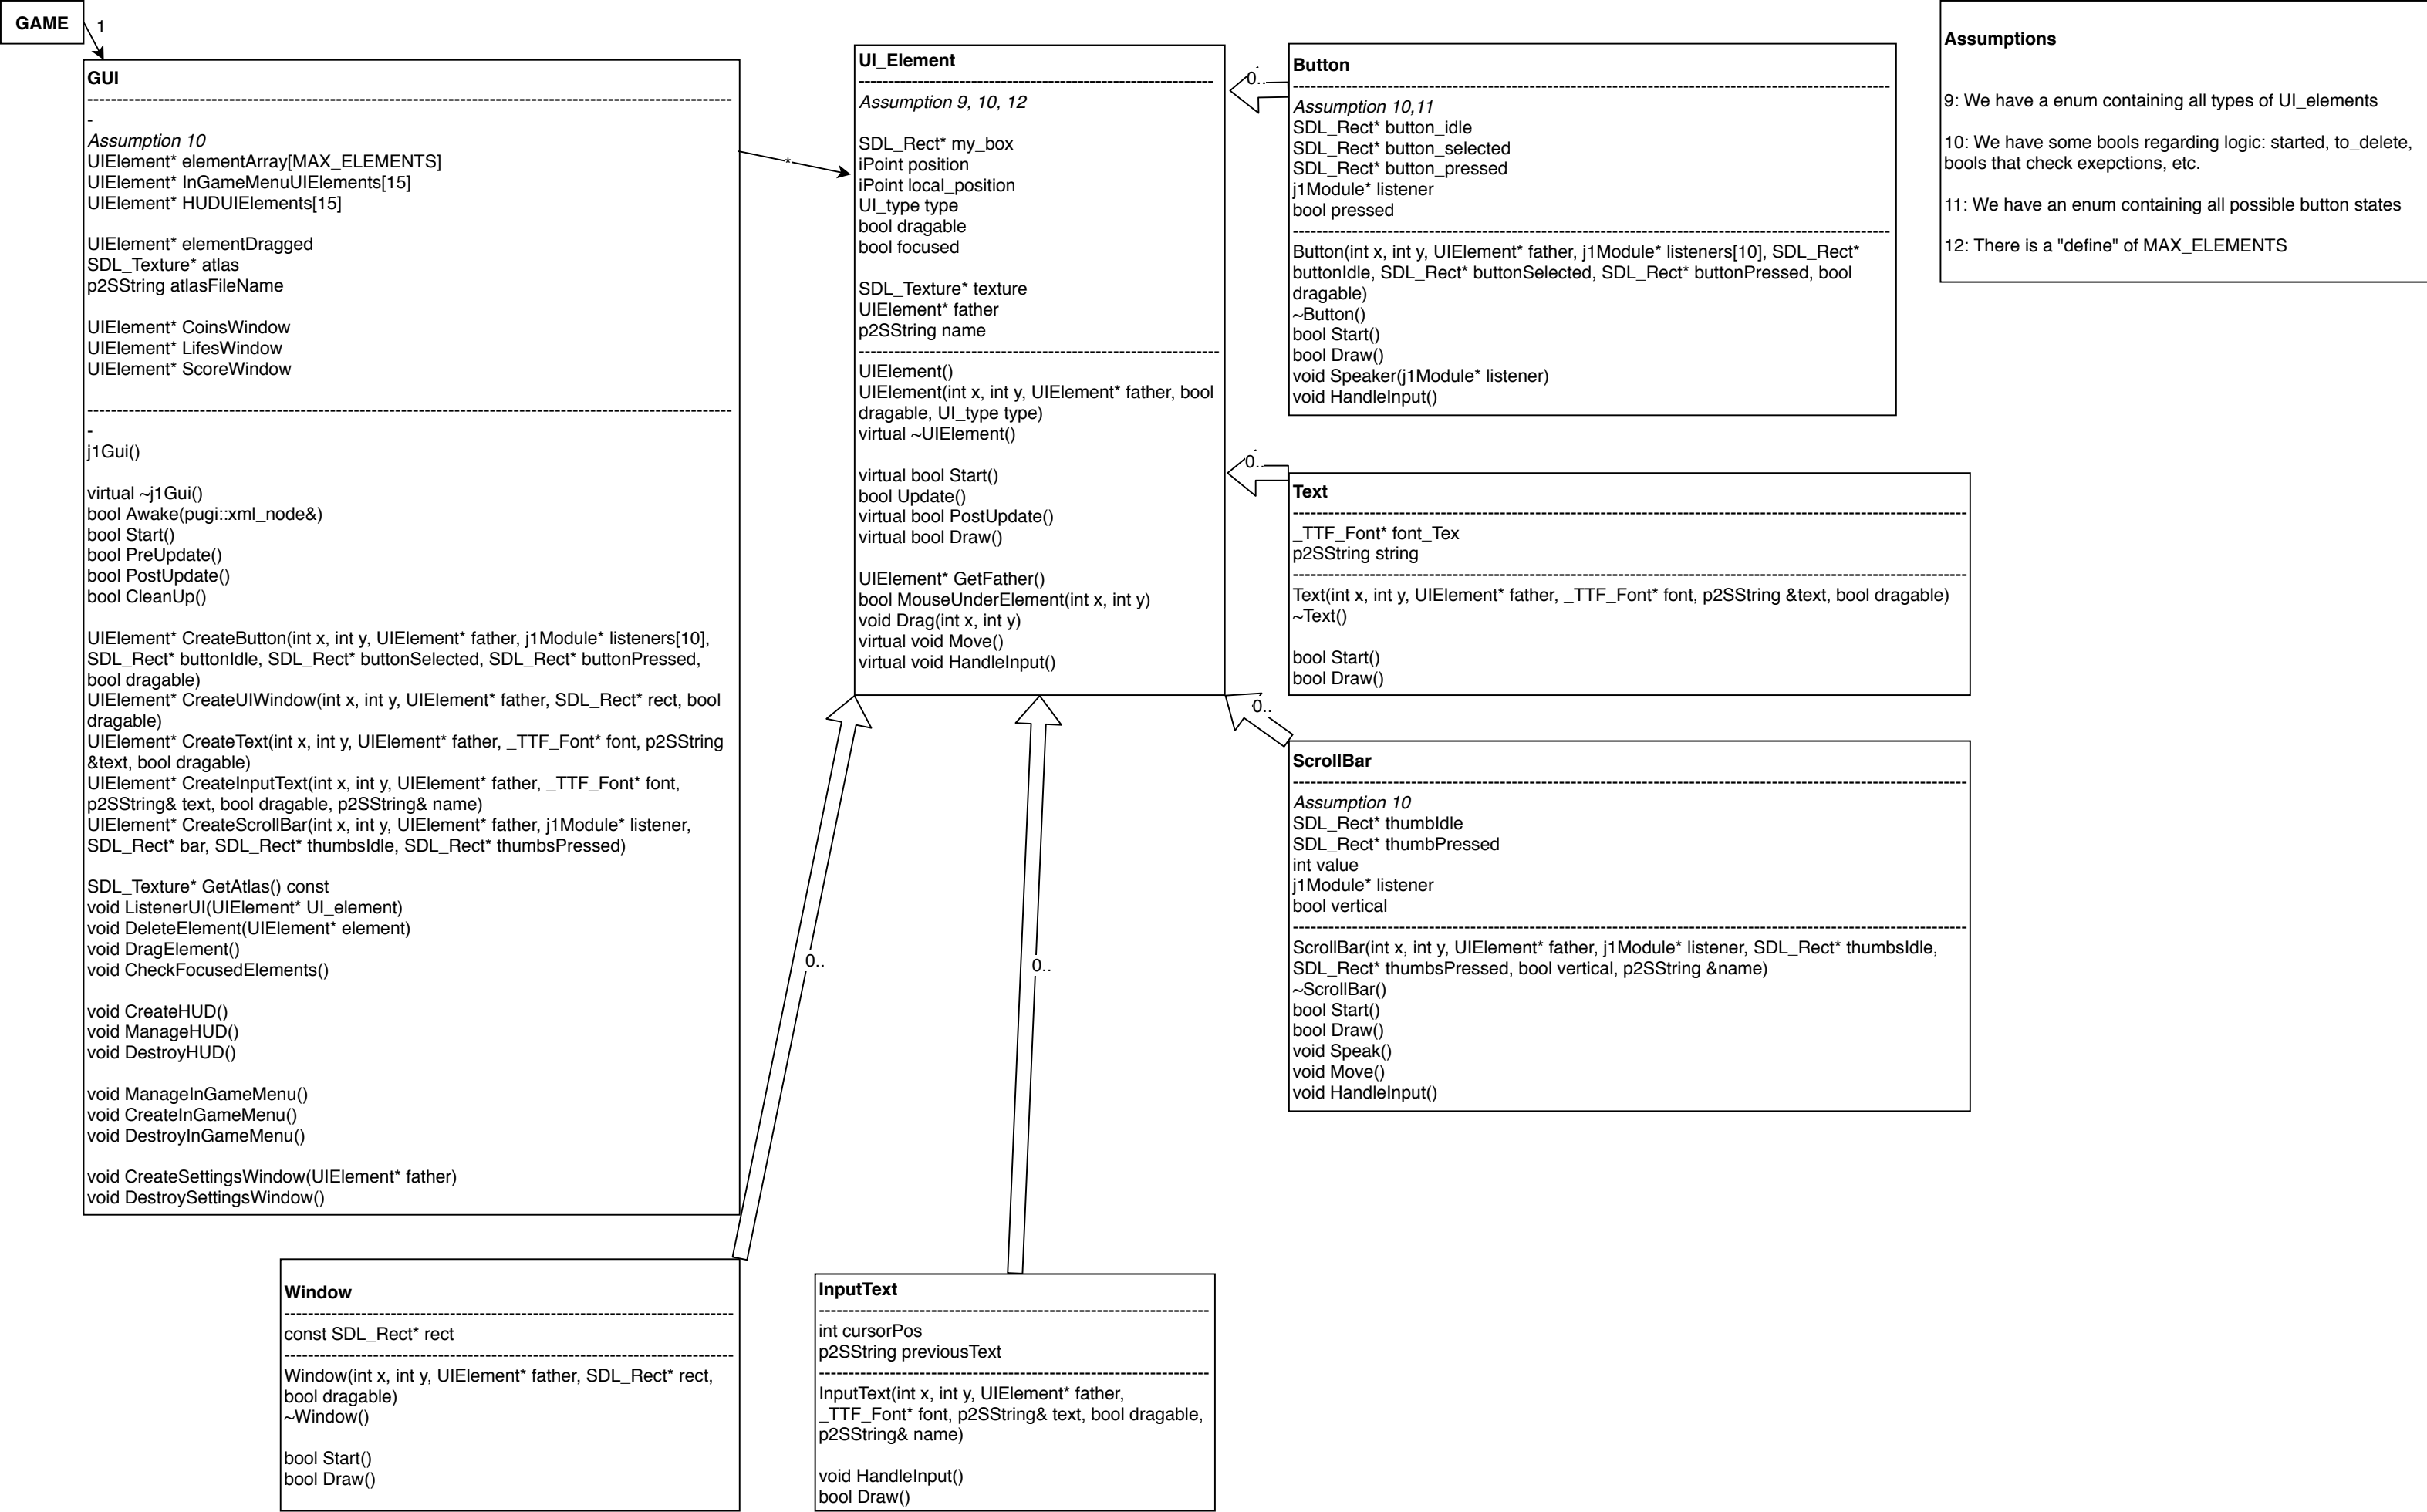 GAME
1
GUI
-
Assumption 10
UIElement* elementArray[MAX_ELEMENTS]
UIElement* InGameMenuUIElements[15]
UIElement* HUDUIElements[15]
UIElement* elementDragged
SDL_Texture* atlas
p2SString atlasFileName
UIElement* CoinsWindow
UIElement* LifesWindow
UIElement* ScoreWindow
-
j1Gui()
virtual ~j1Gui()
bool Awake(pugi::xml_node&)
bool Start()
bool PreUpdate()
bool PostUpdate()
bool CleanUp()
UIElement* CreateButton(int x, int y, UIElement* father, j1Module* listeners[10],
SDL_Rect* buttonIdle, SDL_Rect* buttonSelected, SDL_Rect* buttonPressed,
bool dragable)
UIElement* CreateUIWindow(int x, int y, UIElement* father, SDL_Rect* rect, bool
dragable)
UIElement* CreateText(int x, int y, UIElement* father, _TTF_Font* font, p2SString
&text, bool dragable)
UIElement* CreateInputText(int x, int y, UIElement* father, _TTF_Font* font,
p2SString& text, bool dragable, p2SString& name)
UIElement* CreateScrollBar(int x, int y, UIElement* father, j1Module* listener,
SDL_Rect* bar, SDL_Rect* thumbsIdle, SDL_Rect* thumbsPressed)
SDL_Texture* GetAtlas() const
void ListenerUI(UIElement* UI_element)
void DeleteElement(UIElement* element)
void DragElement()
void CheckFocusedElements()
void CreateHUD()
void ManageHUD()
void DestroyHUD()
void ManageInGameMenu()
void CreateInGameMenu()
void DestroyInGameMenu()
void CreateSettingsWindow(UIElement* father)
void DestroySettingsWindow()
*
UI_Element
Assumption 9, 10, 12
SDL_Rect* my_box
iPoint position
iPoint local_position
UI_type type
bool dragable
bool focused
SDL_Texture* texture
UIElement* father
p2SString name
UIElement()
UIElement(int x, int y, UIElement* father, bool
dragable, UI_type type)
virtual ~UIElement()
virtual bool Start()
bool Update()
virtual bool PostUpdate()
virtual bool Draw()
UIElement* GetFather()
bool MouseUnderElement(int x, int y)
void Drag(int x, int y)
virtual void Move()
virtual void HandleInput()
0..
Button
Assumption 10,11
SDL_Rect* button_idle
SDL_Rect* button_selected
SDL_Rect* button_pressed
j1Module* listener
bool pressed
Button(int x, int y, UIElement* father, j1Module* listeners[10], SDL_Rect*
buttonIdle, SDL_Rect* buttonSelected, SDL_Rect* buttonPressed, bool
dragable)
~Button()
bool Start()
bool Draw()
void Speaker(j1Module* listener)
void HandleInput()
0..
Text
_TTF_Font* font_Tex
p2SString string
Text(int x, int y, UIElement* father, _TTF_Font* font, p2SString &text, bool dragable)
~Text()
bool Start()
bool Draw()
0..
ScrollBar
Assumption 10
SDL_Rect* thumbIdle
SDL_Rect* thumbPressed
int value
j1Module* listener
bool vertical
ScrollBar(int x, int y, UIElement* father, j1Module* listener, SDL_Rect* thumbsIdle,
SDL_Rect* thumbsPressed, bool vertical, p2SString &name)
~ScrollBar()
bool Start()
bool Draw()
void Speak()
void Move()
void HandleInput()
Assumptions
9: We have a enum containing all types of UI_elements
10: We have some bools regarding logic: started, to_delete,
bools that check exepctions, etc.
11: We have an enum containing all possible button states
12: There is a "define" of MAX_ELEMENTS
0..
0..
Window
const SDL_Rect* rect
Window(int x, int y, UIElement* father, SDL_Rect* rect,
bool dragable)
~Window()
bool Start()
bool Draw()
InputText
int cursorPos
p2SString previousText
InputText(int x, int y, UIElement* father,
_TTF_Font* font, p2SString& text, bool dragable,
p2SString& name)
void HandleInput()
bool Draw()